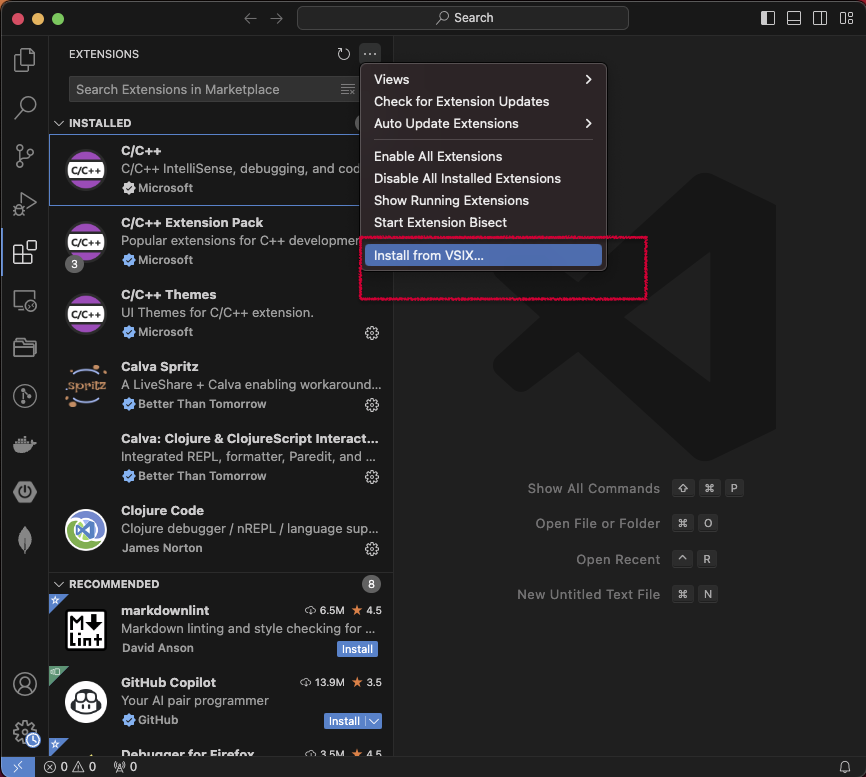 Search
EXTENSIONS
Search Extensions in Marketplace
INSTALLED
C/C++
C/C++
C/C++ IntelliSense, debugging, and cod
Microsoft
C/C++
3
C/C++ Extension Pack
Popular extensions for C++ developmen
Microsoft
C/C++
C/C++ Themes
UI Themes for C/C++ extension.
Microsoft
spritz
Calva Spritz
A LiveShare + Calva enabling workaround...
Better Than Tomorrow
Calva: Clojure & ClojureScript Interact...
Integrated REPL, formatter, Paredit, and ...
Better Than Tomorrow
Clojure Code
Clojure debugger / nREPL / language sup...
James Norton
RECOMMENDED
8
M
Lint
markdownlint
6.5M ★ 4.5
Markdown linting and style checking for ...
David Anson
Install
GitHub Copilot
13.9M ★ 3.5
Your AI pair programmer
GitHub
Install
Debugger for Firefox
3.5M ★ 4.5
0 0 0
Views
Check for Extension Updates
Auto Update Extensions
Enable All Extensions
Disable All Installed Extensions
Show Running Extensions
Start Extension Bisect
Install from VSIX...
Show All Commands ⇧ ⌘ P
Open File or Folder ⌘ O
Open Recent ^ R
New Untitled Text File ⌘ N